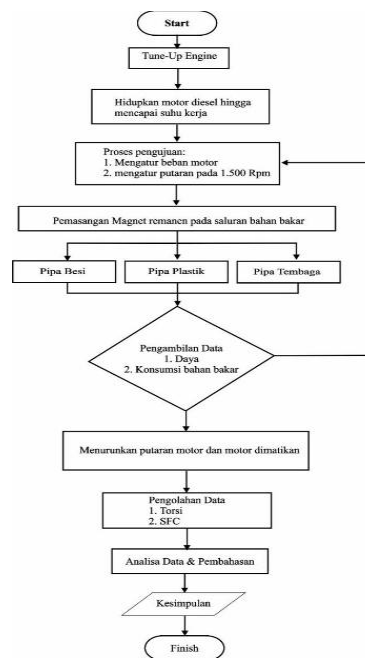 Start
Tune-Up Engine
Hidupkan motor diesel hingga
mencapai suhu kerja
Proses pengujuan:
1. Mengatur beban motor
2. mengatur putaran pada 1.500 Rpm
Pemasangan Magnet remanen pada saluran bahan bakar
Pipa Besi
Pipa Plastik
Pipa Tembaga
Pengambilan Data
1. Daya
2. Konsumsi bahan bakar
Menurunkan putaran motor dan motor dimatikan
Pengolahan Data
1. Torsi
2. SFC
Analisa Data & Pembahasan
Kesimpulan
Finish